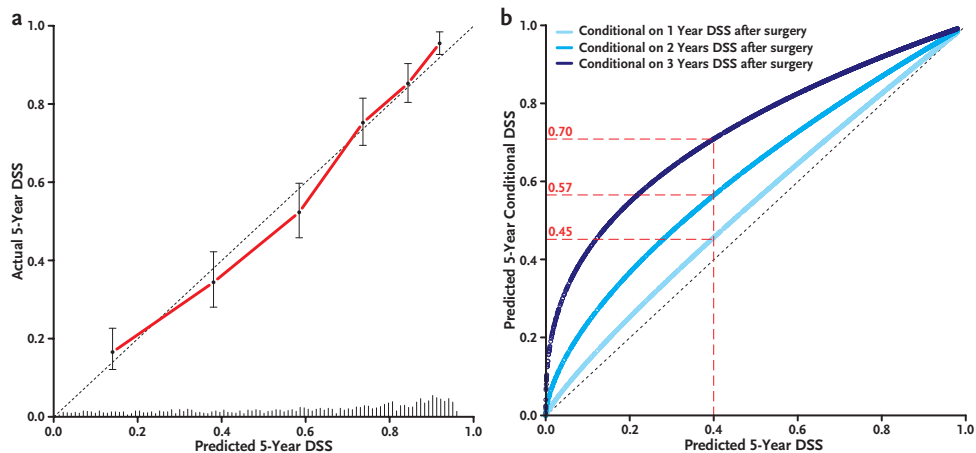 a
Actual 5-Year DSS
1.0
0.8
0.6
0.4
0.2
0.0
0.0 0.2 0.4 0.6 0.8 1.0
Predicted 5-Year DSS
b
Predicted 5-Year Conditional DSS
Conditional on 1 Year DSS after surgery
Conditional on 2 Years DSS after surgery
Conditional on 3 Years DSS after surgery
1.0
0.8
0.6
0.4
0.2
0.0
0.70
0.57
0.45
0.0 0.2 0.4 0.6 0.8 1.0
Predicted 5-Year DSS